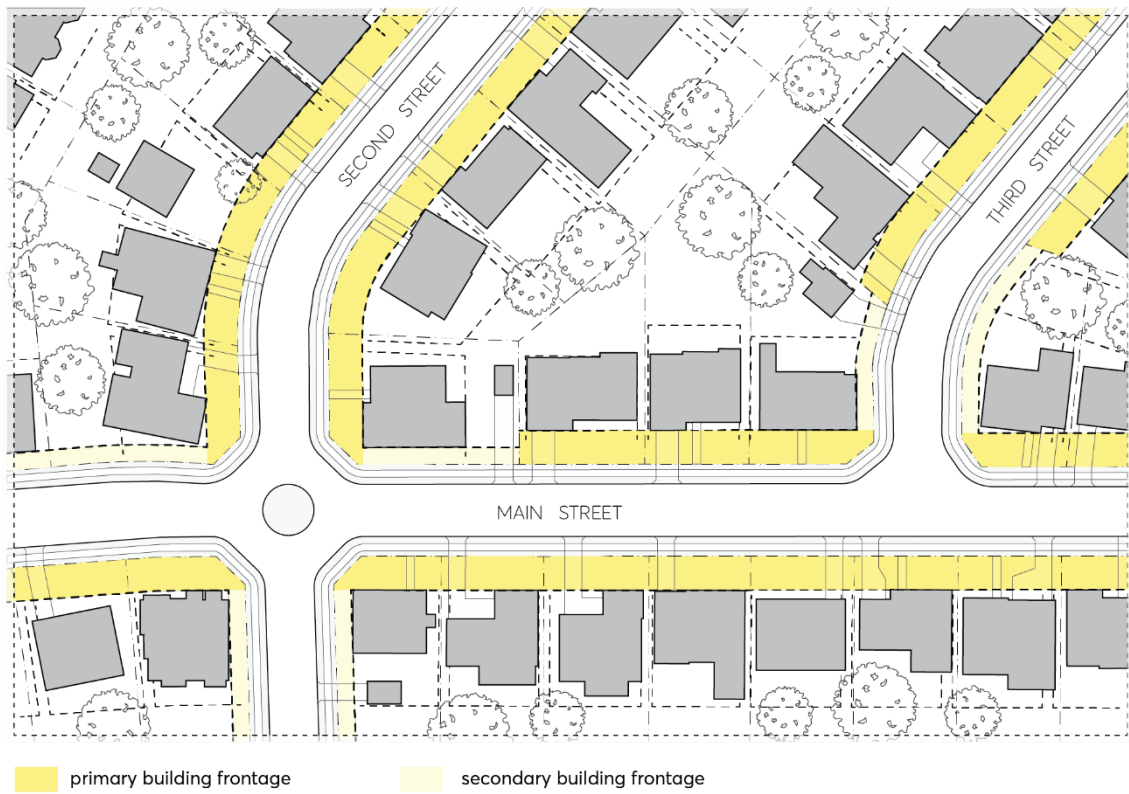 SECOND STREET
THIRD STREET
MAIN STREET
primary building frontage
secondary building frontage